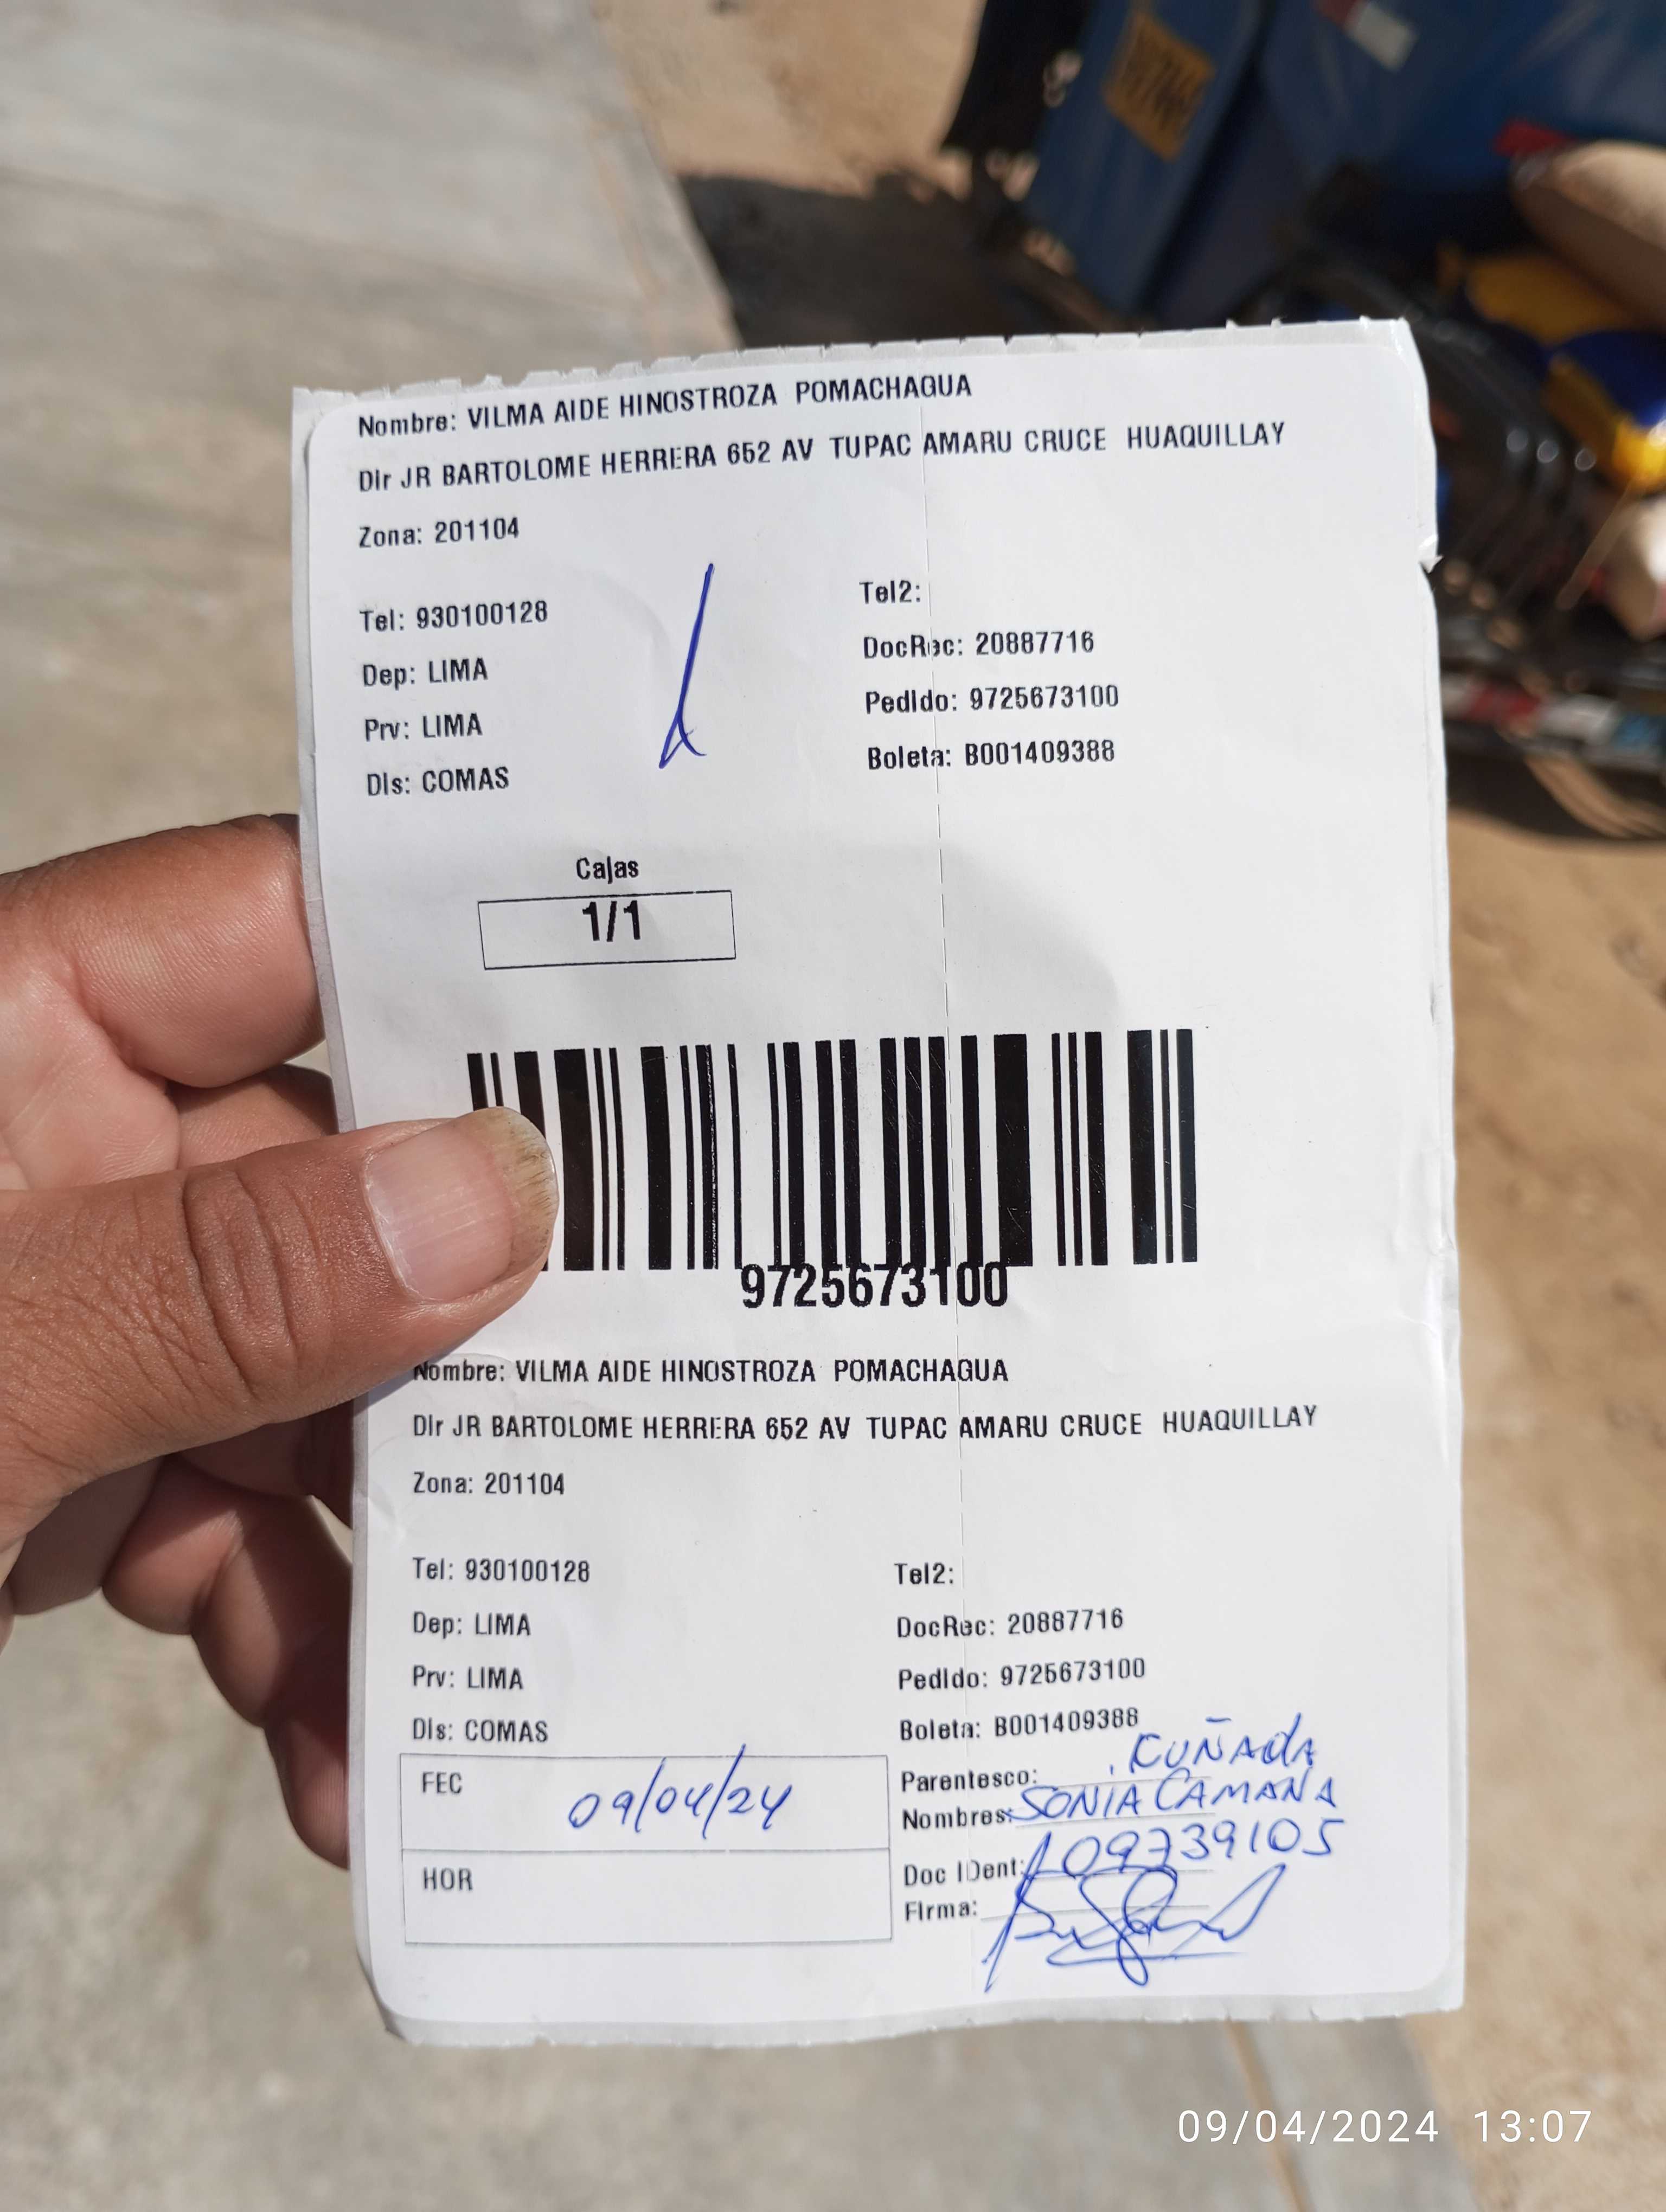 Nombre: VILMA AIDE HINOSTROZA POMACHAGUA
Dir JR BARTOLOME HERRERA 652 AV TUPAC AMARU CRUCE HUAQUILLAY
Zona: 201104
Tel: 930100128
Tel2:
Dep: LIMA
DocRec: 20887716
Prv: LIMA
Pedido: 9725673100
Dis: COMAS
Boleta: B001409388
Cajas
1/1
9725673100
Nombre: VILMA AIDE HINOSTROZA POMACHAGUA
Dir JR BARTOLOME HERRERA 652 AV TUPAC AMARU CRUCE HUAQUILLAY
Zona: 201104
Tel: 930100128
Tel2:
Dep: LIMA
DocRec: 20887716
Prv: LIMA
Pedido: 9725673100
Dis: COMAS
Boleta: B001409388
FEC 09/04/24
Parentesco: CUÑADA
Nombres: SONIA CAMANA
HOR
Doc IDent: 09739105
Firma:
09/04/2024 13:07